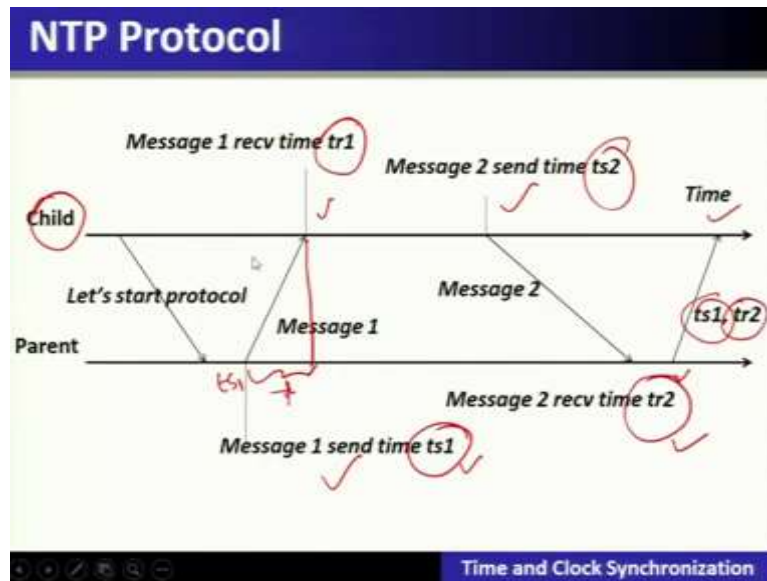 NTP Protocol
Message 1 recv time tr1
Message 2 send time ts2
Time
Child
Let's start protocol
Message 2
ts1, tr2
Message 1
Parent
ts1
Message 2 recv time tr2
Message 1 send time ts1
Time and Clock Synchronization